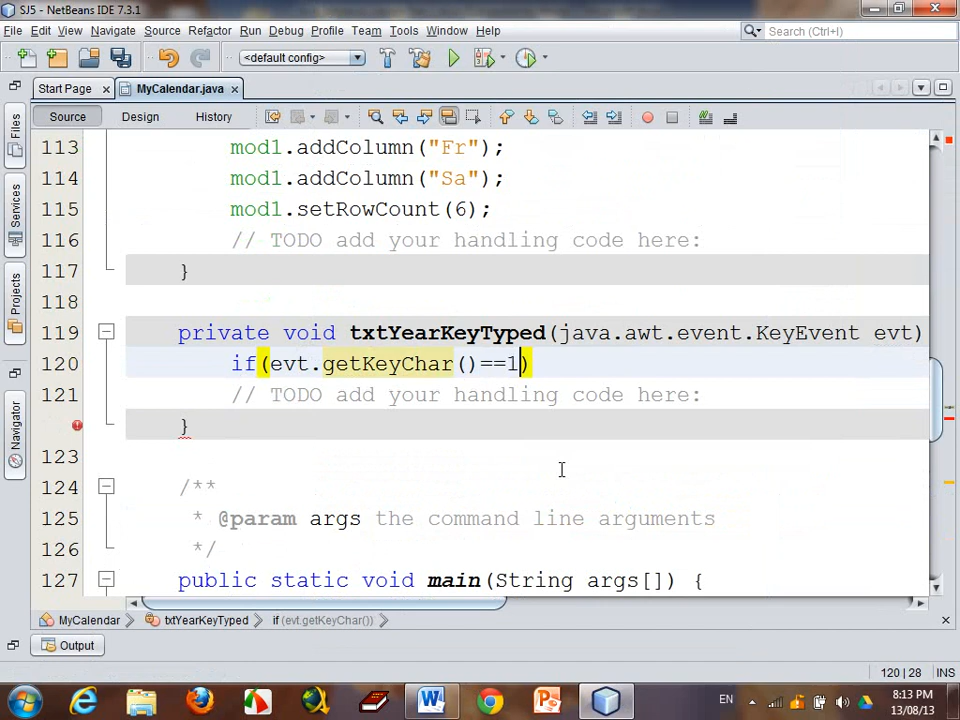 SJ5 - NetBeans IDE 7.3.1
File Edit View Navigate Source Refactor Run Debug Profile Team Tools Window Help
Search (Ctrl+I)
<default config>
Start Page MyCalendar.java
Source Design History
Files
Services
Projects
Navigator
113 mod1.addColumn("Fr");
114 mod1.addColumn("Sa");
115 mod1.setRowCount(6);
116 // TODO add your handling code here:
117 }
118
119 private void txtYearKeyTyped(java.awt.event.KeyEvent evt)
120 if(evt.getKeyChar()==1)
121 // TODO add your handling code here:
}
123
124 /**
125 * @param args the command line arguments
126 */
127 public static void main(String args[]) {
MyCalendar txtYearKeyTyped if (evt.getKeyChar())
Output
120 | 28 INS
EN
8:13 PM
13/08/13